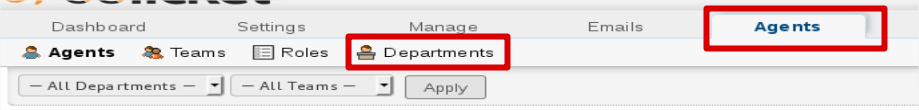 Dashboard Settings Manage Emails Agents
Agents Teams Roles Departments
— All Departments — — All Teams — Apply